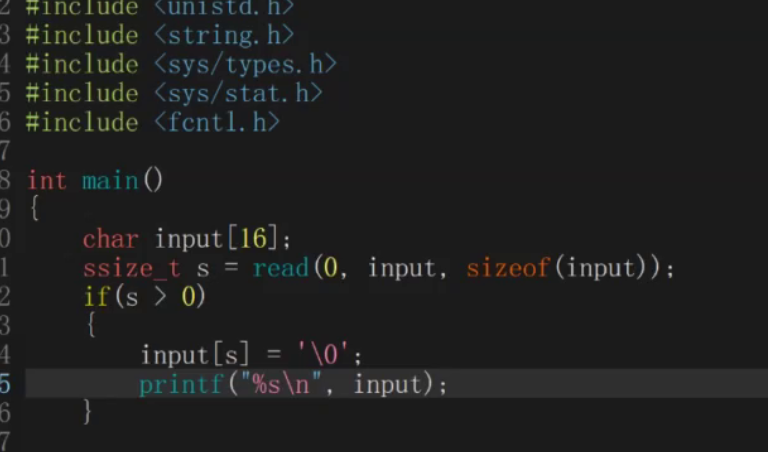 2 #include <unistd.h>
3 #include <string.h>
4 #include <sys/types.h>
5 #include <sys/stat.h>
6 #include <fcntl.h>
7
8 int main()
9 {
0     char input[16];
1     ssize_t s = read(0, input, sizeof(input));
2     if(s > 0)
3     {
4         input[s] = '\0';
5         printf("%s\n", input);
6     }
7